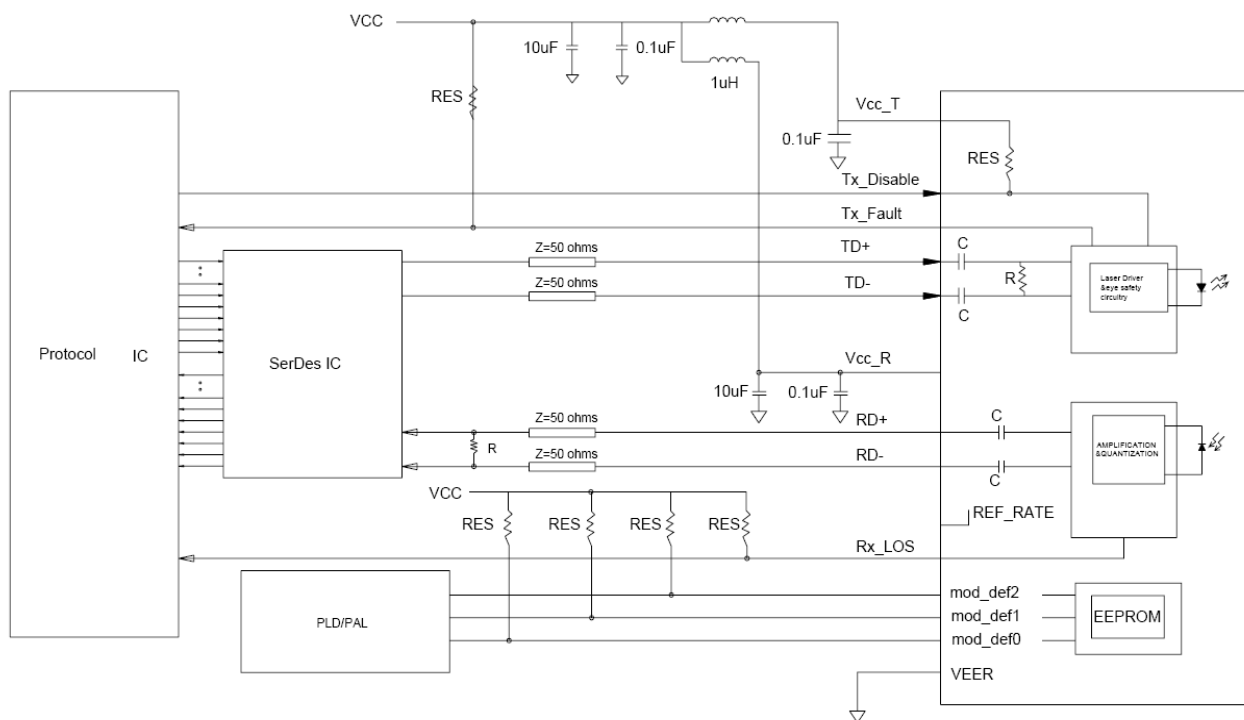 VCC
10uF
0.1uF
1uH
RES
Vcc_T
0.1uF
RES
Tx_Disable
Tx_Fault
Z=50 ohms
TD+
C
R
Z=50 ohms
TD-
C
Laser Driver
&eye safety
circuitry
Protocol IC
SerDes IC
Vcc_R
10uF
0.1uF
Z=50 ohms
RD+
C
R
Z=50 ohms
RD-
C
AMPLIFICATION
&QUANTIZATION
VCC
RES
RES
RES
RES
REF_RATE
Rx_LOS
PLD/PAL
mod_def2
mod_def1
mod_def0
EEPROM
VEER